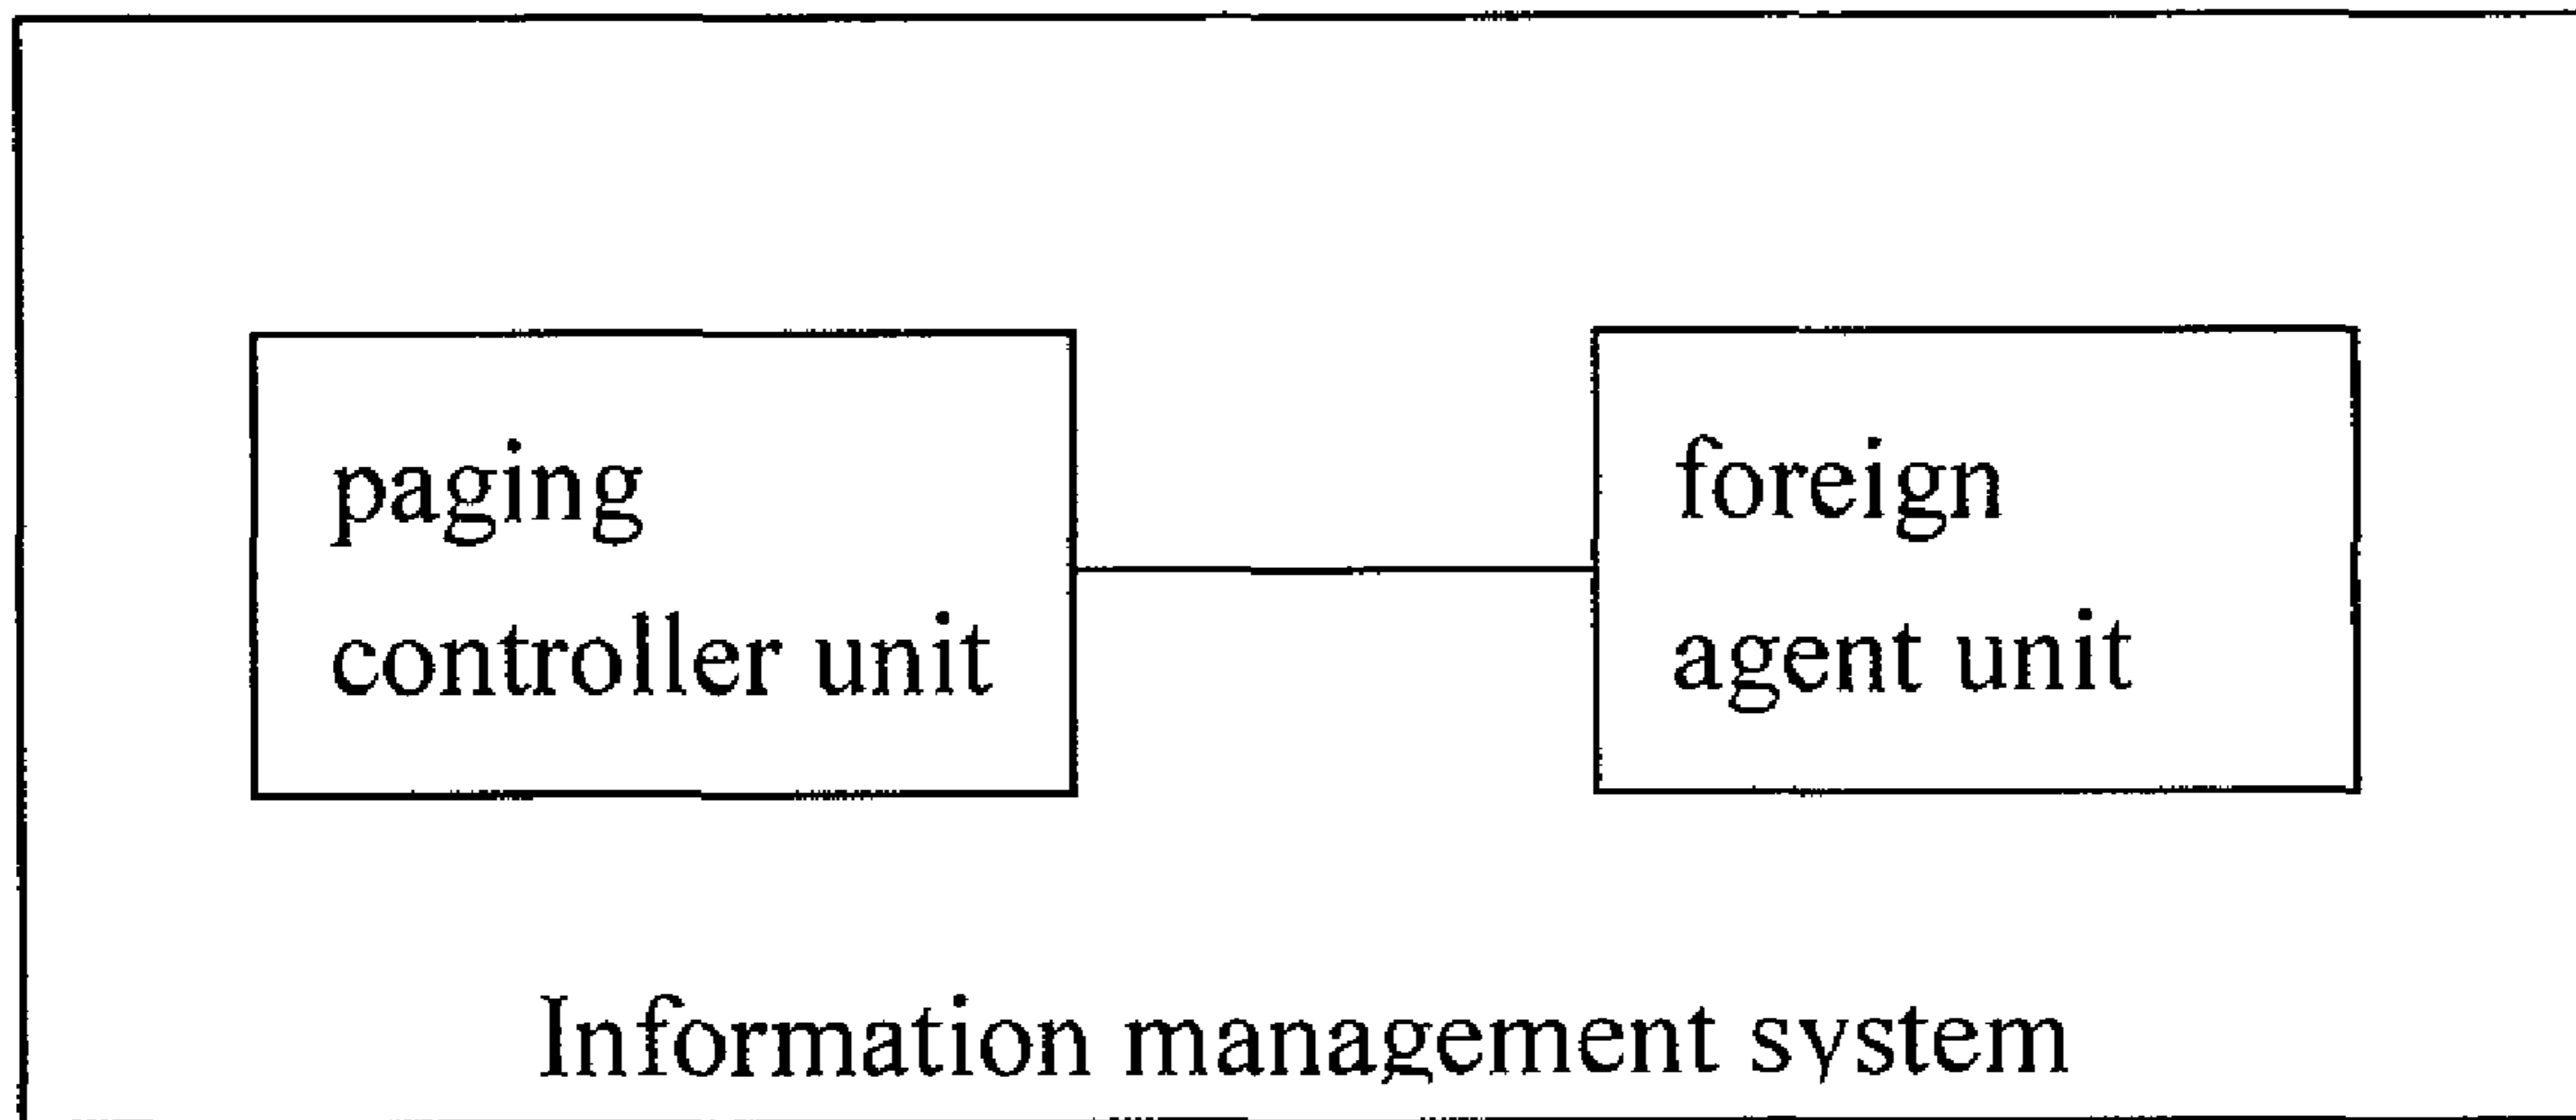 paging
controller unit
foreign
agent unit
Information management system